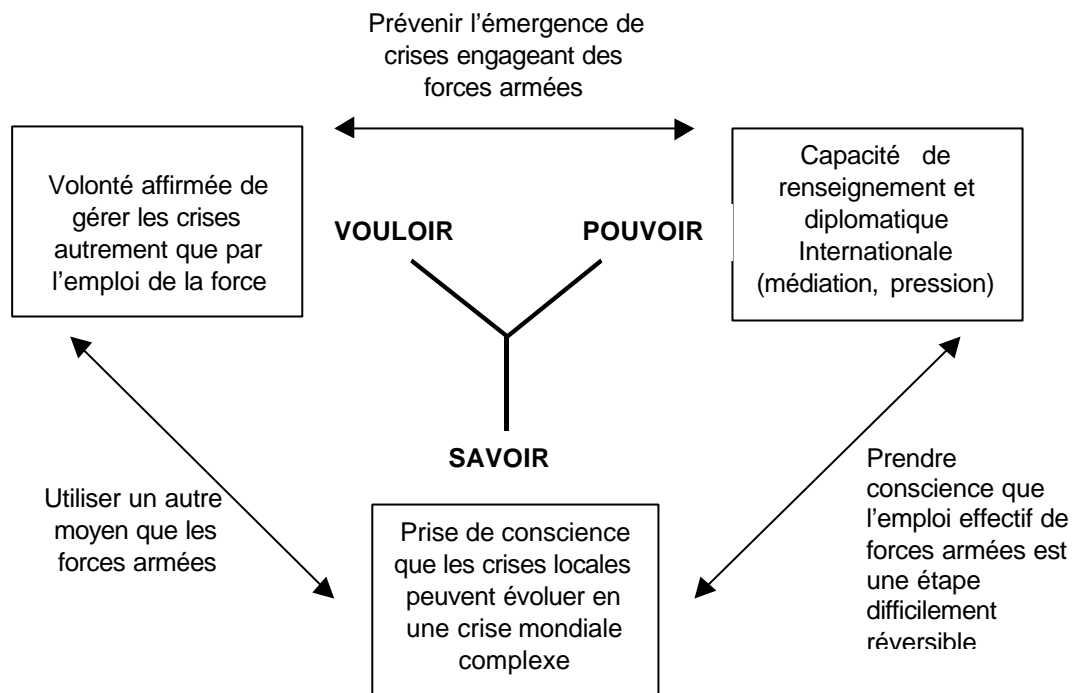 Prévenir l’émergence de
crises engageant des
forces armées
Volonté affirmée de
gérer les crises
autrement que par
l’emploi de la force
Capacité de
renseignement et
diplomatique
Internationale
(médiation, pression)
VOULOIR
POUVOIR
SAVOIR
Utiliser un autre
moyen que les
forces armées
Prise de conscience
que les crises locales
peuvent évoluer en
une crise mondiale
complexe
Prendre
conscience que
l’emploi effectif de
forces armées est
une étape
difficilement
réversible